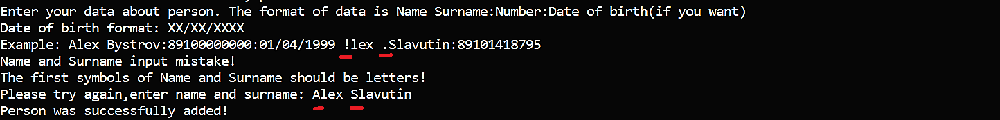 Enter your data about person. The format of data is Name Surname:Number:Date of birth(if you want)
Date of birth format: XX/XX/XXXX
Example: Alex Bystrov:89100000000:01/04/1999 !lex .Slavutin:89101418795
Name and Surname input mistake!
The first symbols of Name and Surname should be letters!
Please try again,enter name and surname: Alex Slavutin
Person was successfully added!